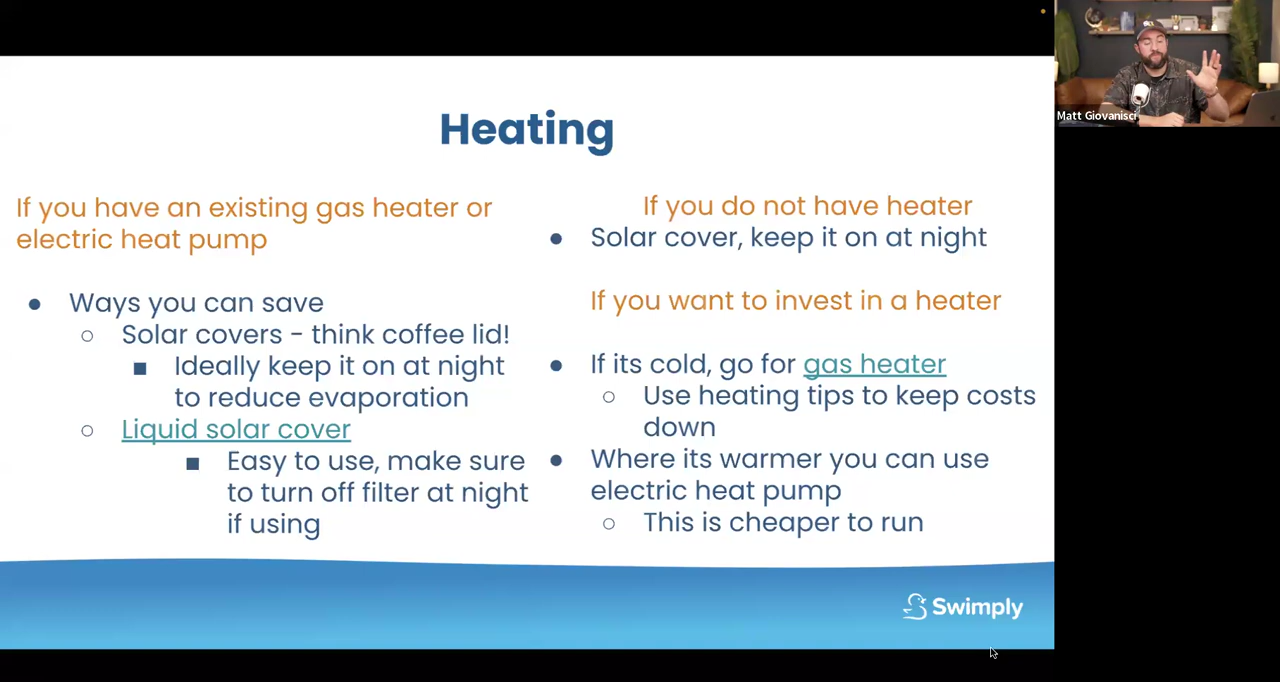 Heating
If you have an existing gas heater or
electric heat pump
● Ways you can save
○ Solar covers - think coffee lid!
■ Ideally keep it on at night
to reduce evaporation
○ Liquid solar cover
■ Easy to use, make sure
to turn off filter at night
if using
If you do not have heater
● Solar cover, keep it on at night
If you want to invest in a heater
● If its cold, go for gas heater
○ Use heating tips to keep costs
down
● Where its warmer you can use
electric heat pump
○ This is cheaper to run
Swimply
Matt Giovanisci